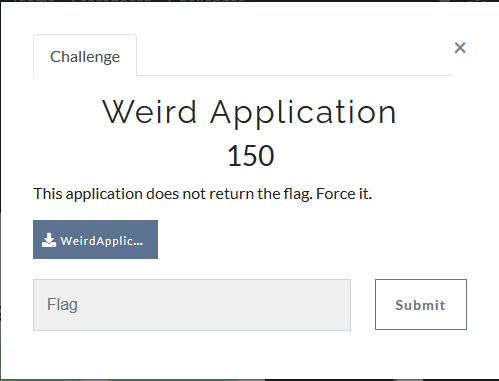 Challenge
×
Weird Application
150
This application does not return the flag. Force it.
WeirdApplic...
Flag
Submit